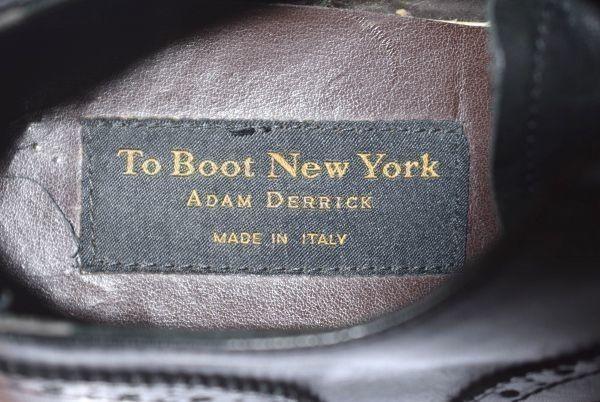 To Boot New York
ADAM DERRICK
MADE IN ITALY